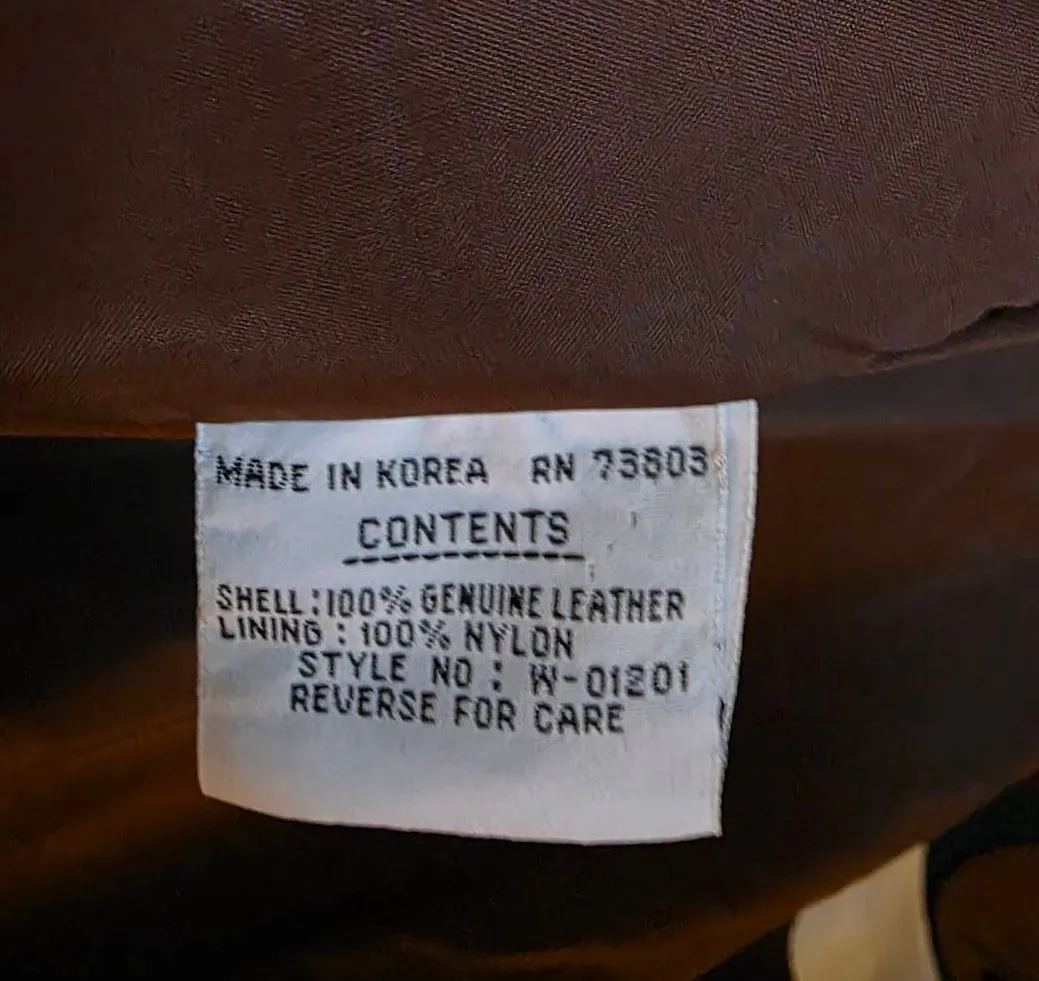 MADE IN KOREA RN 73803
CONTENTS
SHELL:100% GENUINE LEATHER
LINING : 100% NYLON
STYLE NO : W-01201
REVERSE FOR CARE